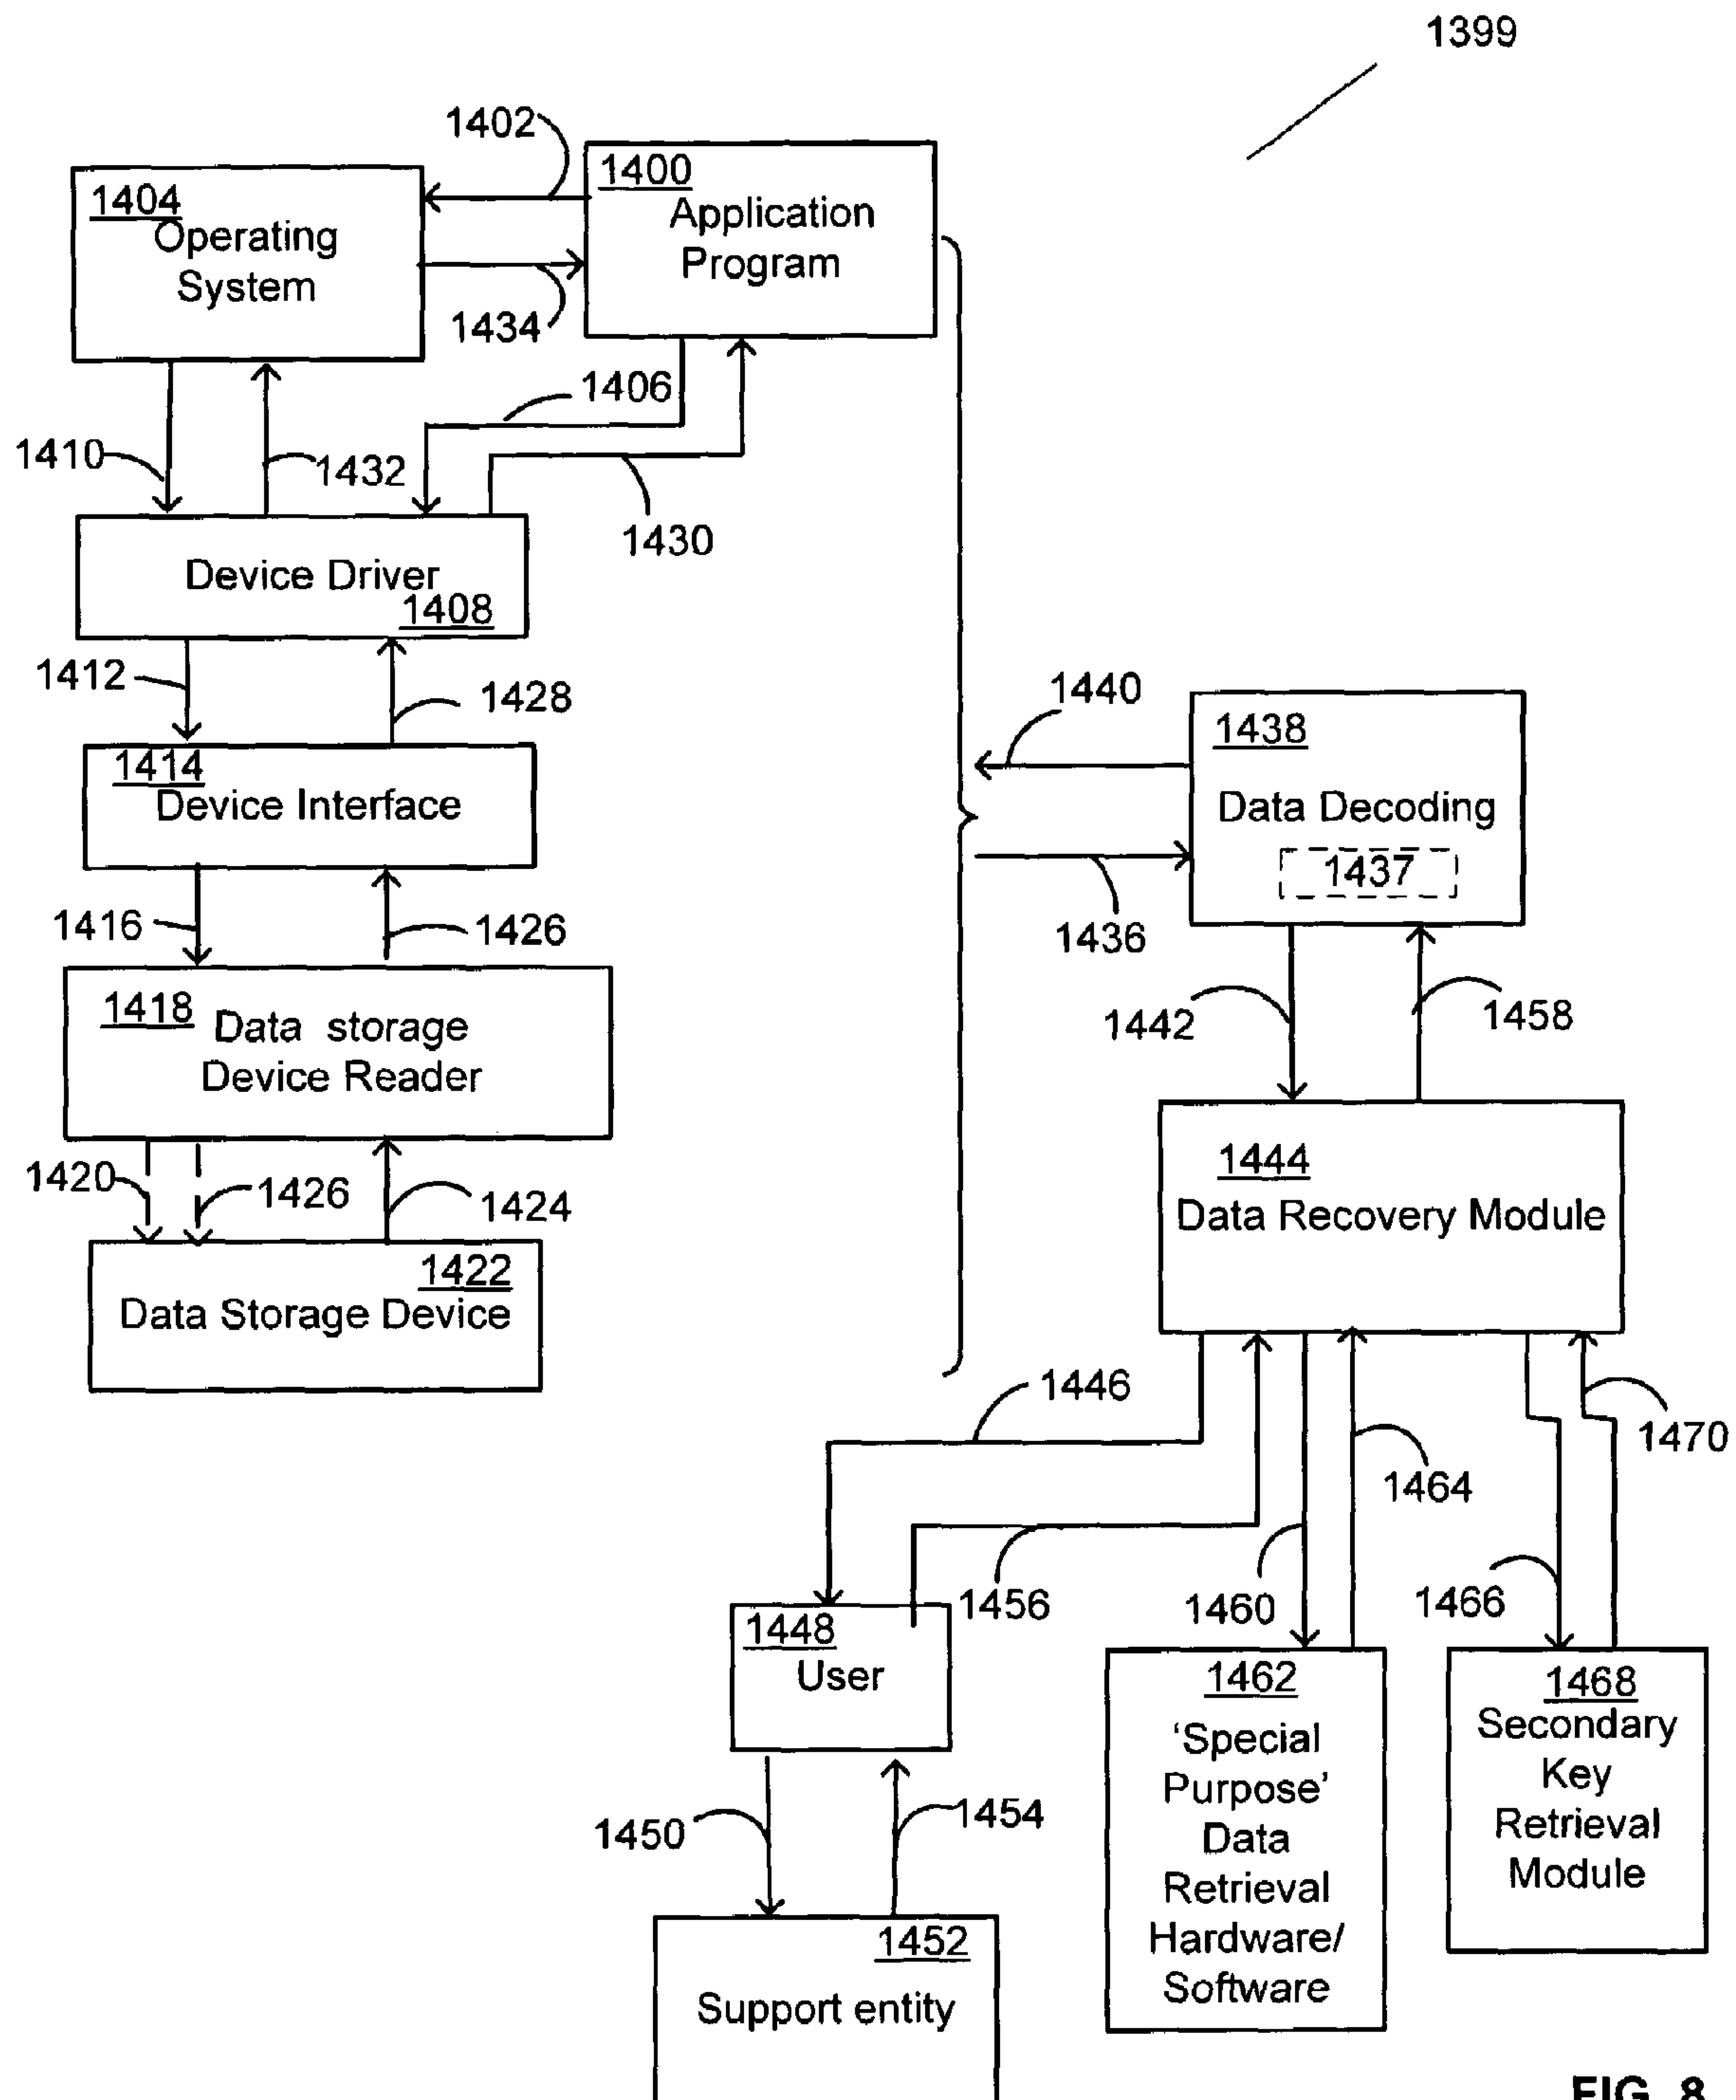 1399
1402
1400
Application
Program
1404
Operating
System
1434
1406
1410
1432
1430
Device Driver
1408
1412
1428
1414
Device Interface
1440
1438
Data Decoding
1437
1436
1416
1426
1418
Data storage
Device Reader
1442
1458
1420
1426
1424
1422
Data Storage Device
1444
Data Recovery Module
1446
1470
1464
1456
1460
1466
1448
User
1462
'Special
Purpose'
Data
Retrieval
Hardware/
Software
1468
Secondary
Key
Retrieval
Module
1450
1454
1452
Support entity
FIG. 8